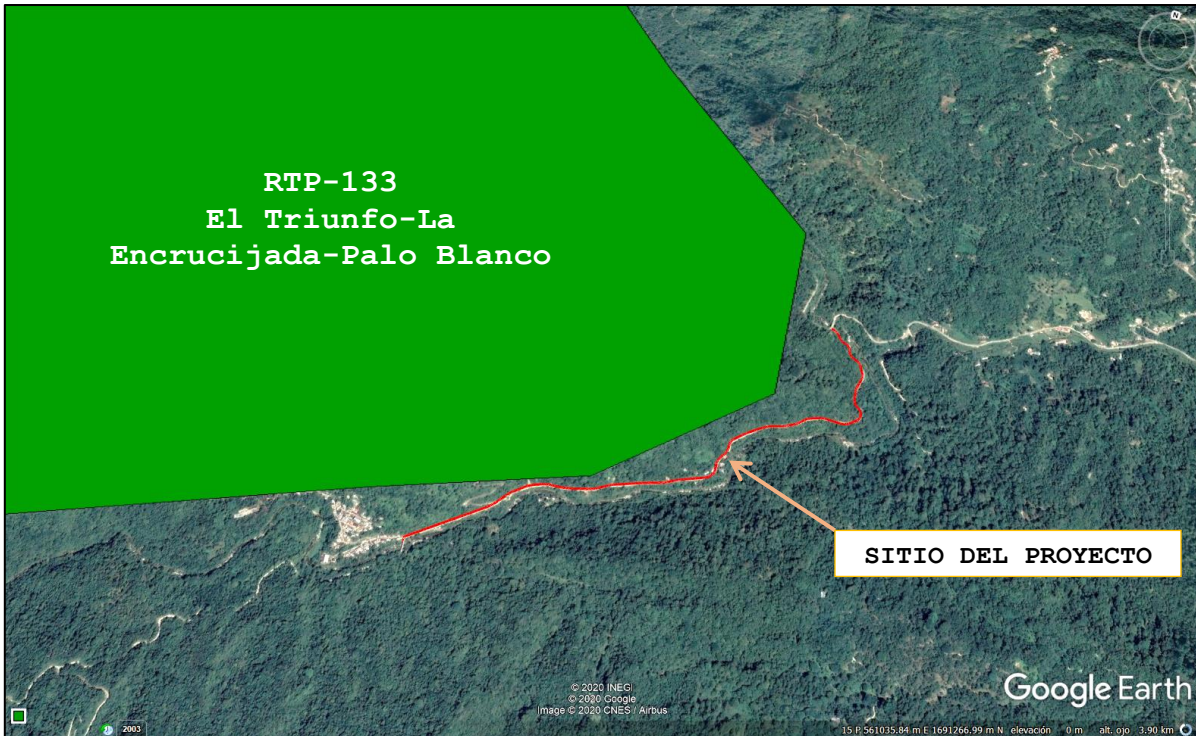 N
RTP-133
El Triunfo-La
Encrucijada-Palo Blanco
SITIO DEL PROYECTO
© 2020 INEGI
© 2020 Google
Image © 2020 CNES / Airbus
Google Earth
2003
15 P 561035.84 m E 1691266.99 m N elevación 0 m alt. ojo 3.90 km